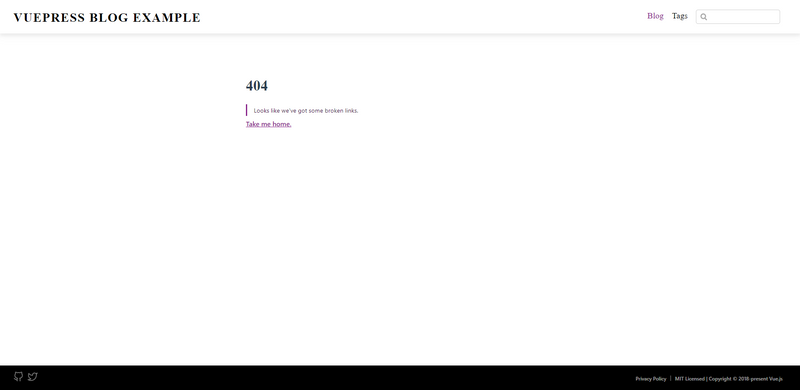 VUEPRESS BLOG EXAMPLE
Blog Tags
404
Looks like we've got some broken links.
Take me home.
Privacy Policy | MIT Licensed | Copyright © 2018-present Vue.js